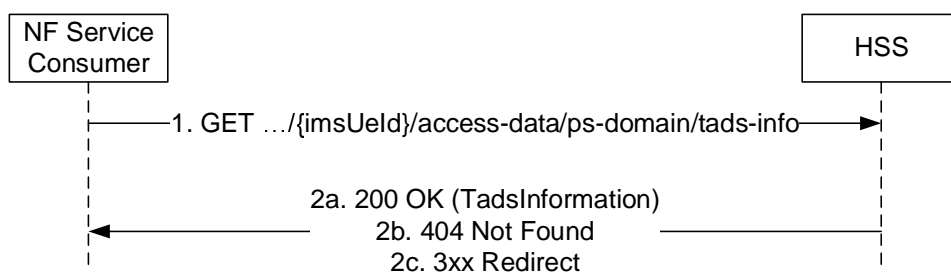 NF Service
Consumer
HSS
1. GET …/{imsUeId}/access-data/ps-domain/tads-info
2a. 200 OK (TadsInformation)
2b. 404 Not Found
2c. 3xx Redirect